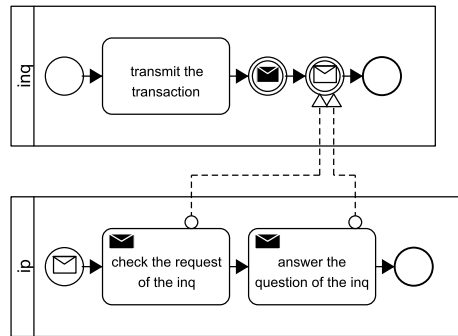 inq
transmit the
transaction
ip
check the request
of the inq
answer the
question of the inq